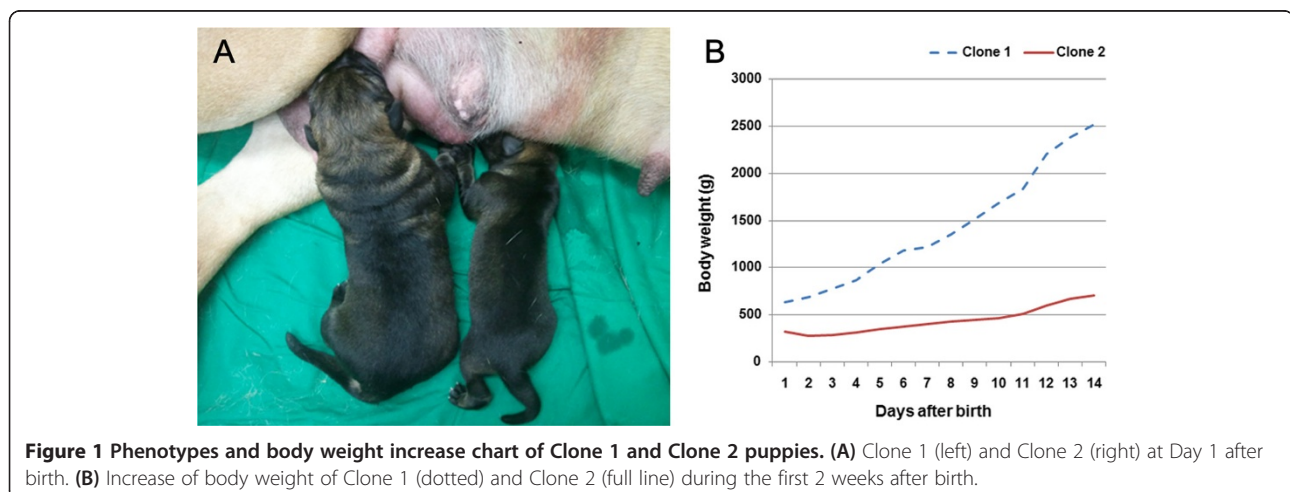 A
B
Clone 1 Clone 2
3000
2500
2000
1500
1000
500
0
Body weight (g)
1 2 3 4 5 6 7 8 9 10 11 12 13 14
Days after birth
Figure 1 Phenotypes and body weight increase chart of Clone 1 and Clone 2 puppies. (A) Clone 1 (left) and Clone 2 (right) at Day 1 after
birth. (B) Increase of body weight of Clone 1 (dotted) and Clone 2 (full line) during the first 2 weeks after birth.